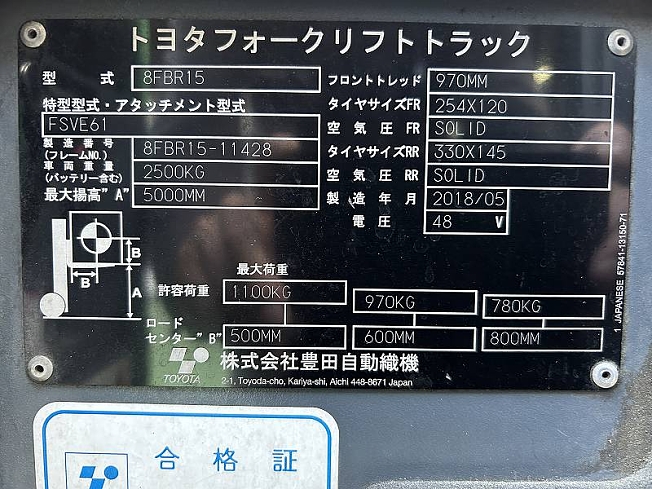 トヨタフォークリフトトラック
型式 8FBR15
特型型式・アタッチメント型式
FSVE61
製造番号
(フレームNO.) 8FBR15-11428
車両重量
(バッテリー含む) 2500KG
最大揚高"A" 5000MM
フロントトレッド 970MM
タイヤサイズFR 254X120
空気圧FR SOLID
タイヤサイズRR 330X145
空気圧RR SOLID
製造年月 2018/05
電圧 48 V
B
B
A
最大荷重
許容荷重 1100KG 970KG 780KG
ロード
センター"B" 500MM 600MM 800MM
TOYOTA
株式会社豊田自動織機
2-1, Toyoda-cho, Kariya-shi, Aichi 448-8671 Japan
1 JAPANESE 57841-13150-71
合格証